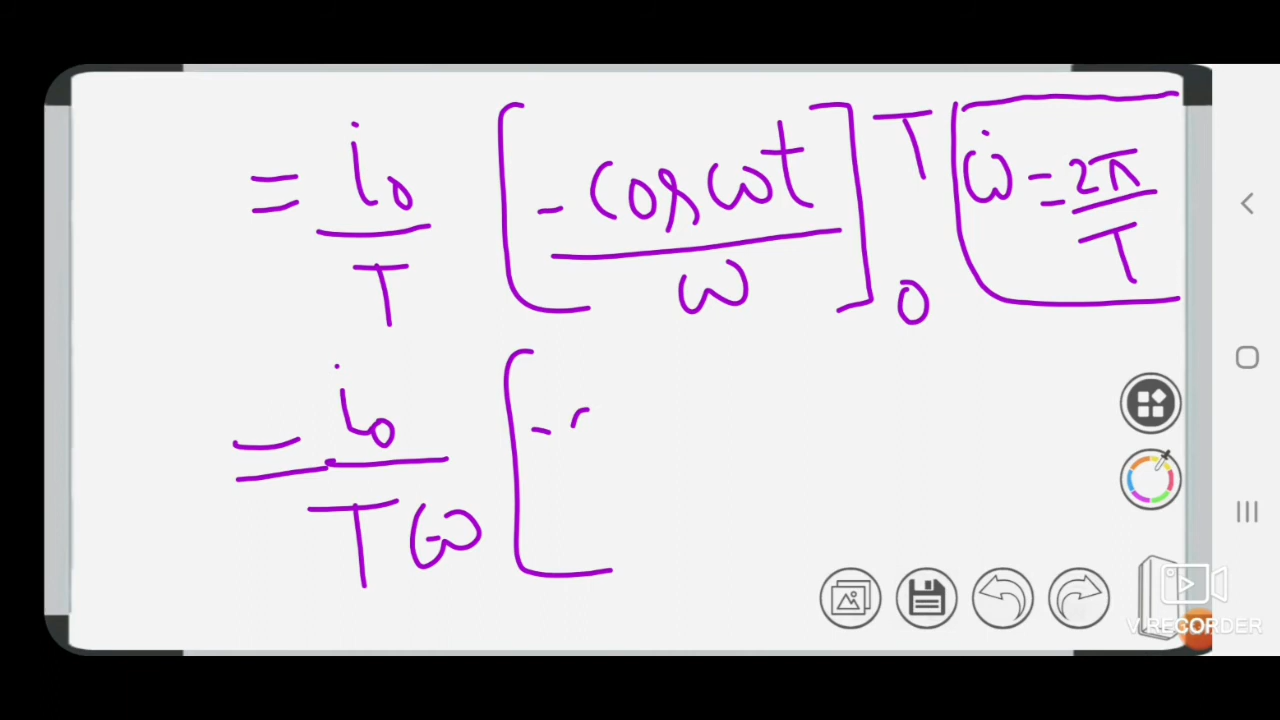 = i₀/T [ -cos ωt / ω ]₀ᵀ [ω = 2π/T
= i₀/Tω [ -
V RECORDER